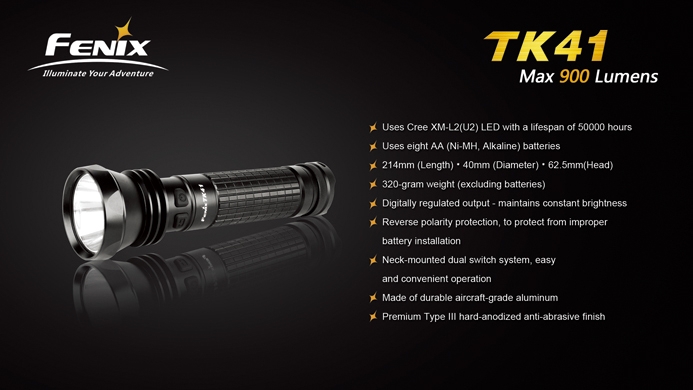 FENIX
Illuminate Your Adventure
TK41
Max 900 Lumens
Uses Cree XM-L2(U2) LED with a lifespan of 50000 hours
Uses eight AA (Ni-MH, Alkaline) batteries
214mm (Length) • 40mm (Diameter) • 62.5mm(Head)
320-gram weight (excluding batteries)
Digitally regulated output - maintains constant brightness
Reverse polarity protection, to protect from improper
battery installation
Neck-mounted dual switch system, easy
and convenient operation
Made of durable aircraft-grade aluminum
Premium Type III hard-anodized anti-abrasive finish
Fenix TK41